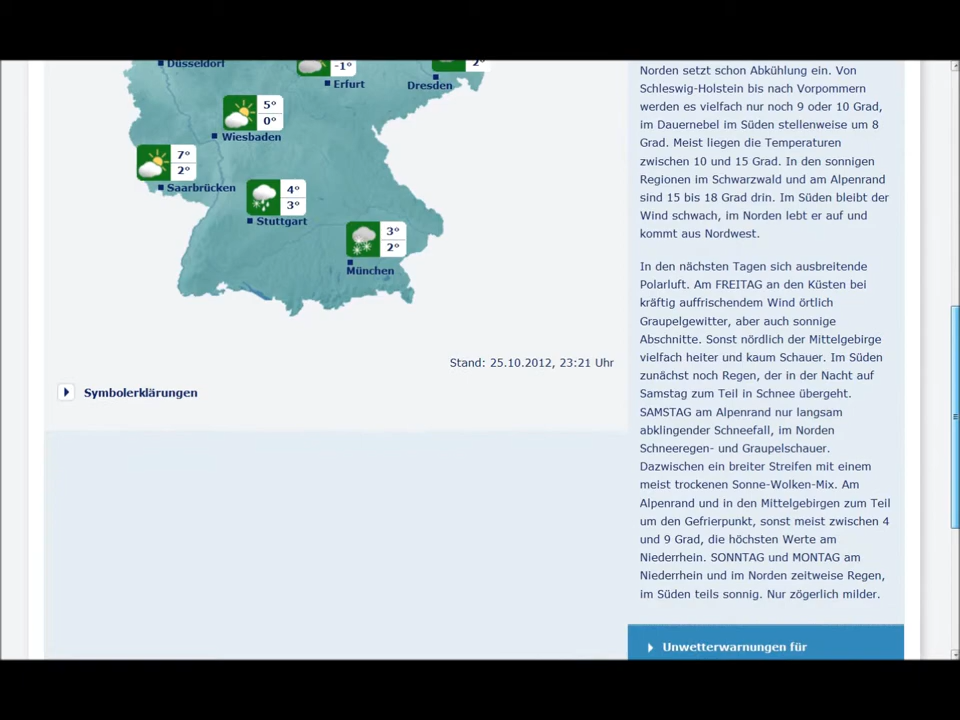 Düsseldorf
-1°
2°
Erfurt
Dresden
5°
0°
Wiesbaden
7°
2°
Saarbrücken
4°
3°
Stuttgart
3°
2°
München
Stand: 25.10.2012, 23:21 Uhr
Symbolerklärungen
Norden setzt schon Abkühlung ein. Von
Schleswig-Holstein bis nach Vorpommern
werden es vielfach nur noch 9 oder 10 Grad,
im Dauernebel im Süden stellenweise um 8
Grad. Meist liegen die Temperaturen
zwischen 10 und 15 Grad. In den sonnigen
Regionen im Schwarzwald und am Alpenrand
sind 15 bis 18 Grad drin. Im Süden bleibt der
Wind schwach, im Norden lebt er auf und
kommt aus Nordwest.
In den nächsten Tagen sich ausbreitende
Polarluft. Am FREITAG an den Küsten bei
kräftig auffrischendem Wind örtlich
Graupelgewitter, aber auch sonnige
Abschnitte. Sonst nördlich der Mittelgebirge
vielfach heiter und kaum Schauer. Im Süden
zunächst noch Regen, der in der Nacht auf
Samstag zum Teil in Schnee übergeht.
SAMSTAG am Alpenrand nur langsam
abklingender Schneefall, im Norden
Schneeregen- und Graupelschauer.
Dazwischen ein breiter Streifen mit einem
meist trockenen Sonne-Wolken-Mix. Am
Alpenrand und in den Mittelgebirgen zum Teil
um den Gefrierpunkt, sonst meist zwischen 4
und 9 Grad, die höchsten Werte am
Niederrhein. SONNTAG und MONTAG am
Niederrhein und im Norden zeitweise Regen,
im Süden teils sonnig. Nur zögerlich milder.
Unwetterwarnungen für